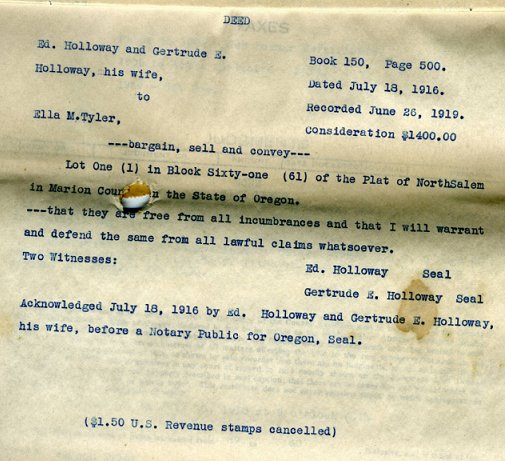 DEED
Ed. Holloway and Gertrude E.
Holloway, his wife,
to
Ella M.Tyler,
Book 150, Page 500.
Dated July 18, 1916.
Recorded June 26, 1919.
Consideration $1400.00
---bargain, sell and convey---
Lot One (1) in Block Sixty-one (61) of the Plat of NorthSalem
in Marion Cou n the State of Oregon.
---that they are free from all incumbrances and that I will warrant
and defend the same from all lawful claims whatsoever.
Two Witnesses:
Ed. Holloway Seal
Gertrude E. Holloway Seal
Acknowledged July 18, 1916 by Ed. Holloway and Gertrude E. Holloway,
his wife, before a Notary Public for Oregon, Seal.
($1.50 U.S. Revenue stamps cancelled)